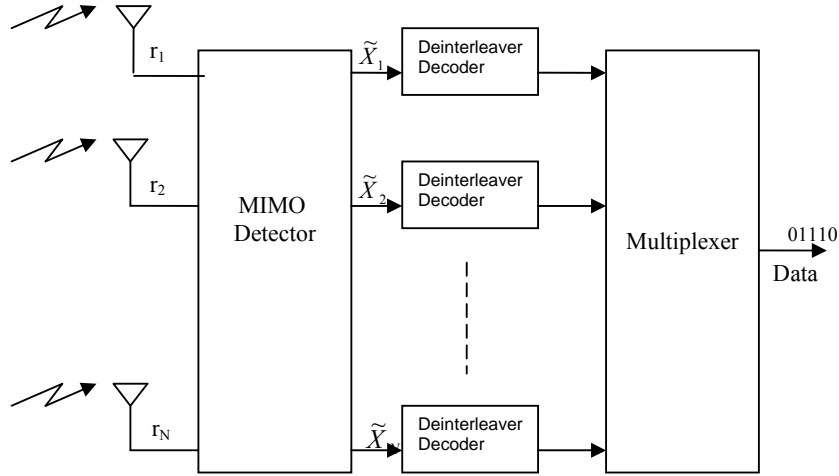 r1
X̃1
Deinterleaver
Decoder
r2
X̃2
Deinterleaver
Decoder
MIMO
Detector
Multiplexer
01110
Data
rN
X̃
Deinterleaver
Decoder